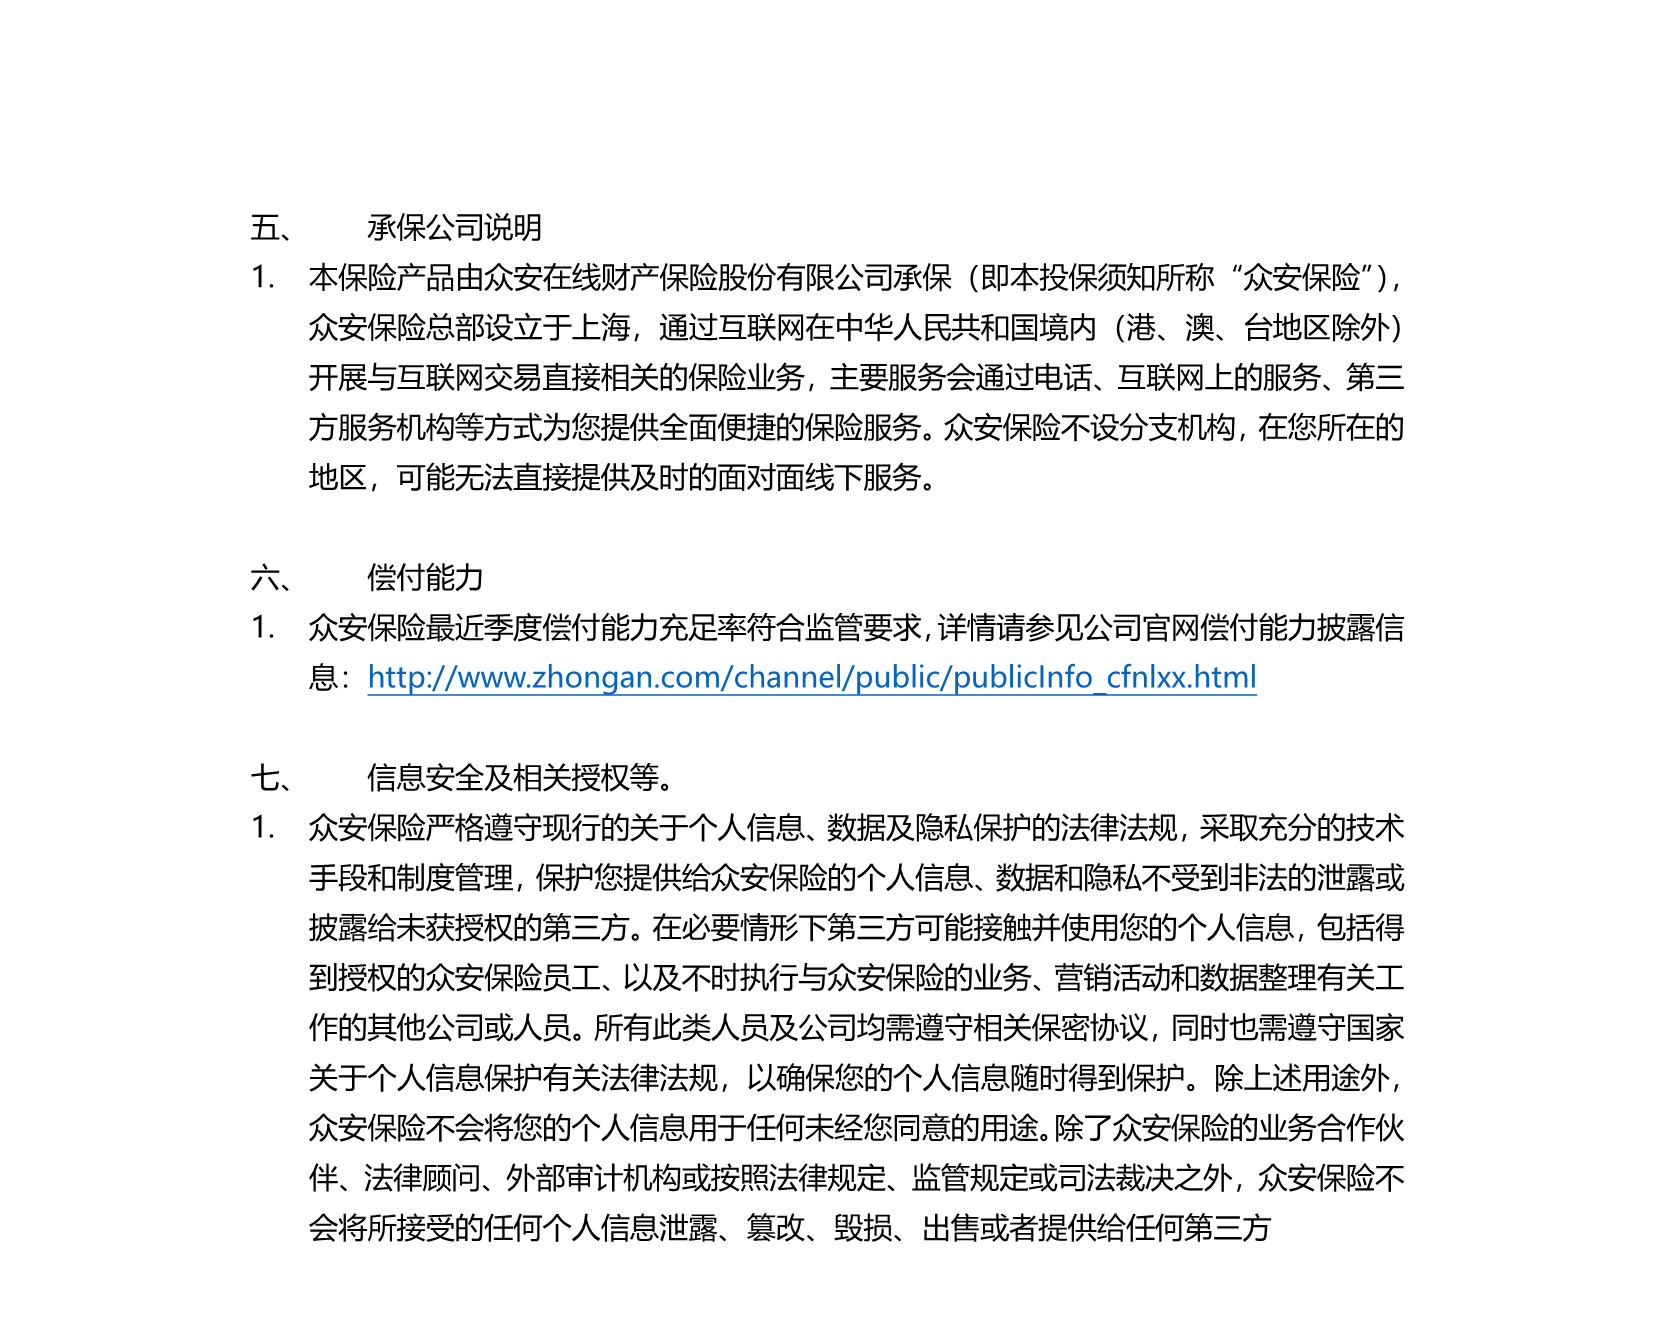 五、 承保公司说明
1. 本保险产品由众安在线财产保险股份有限公司承保（即本投保须知所称“众安保险”），
众安保险总部设立于上海，通过互联网在中华人民共和国境内（港、澳、台地区除外）
开展与互联网交易直接相关的保险业务，主要服务会通过电话、互联网上的服务、第三
方服务机构等方式为您提供全面便捷的保险服务。众安保险不设分支机构，在您所在的
地区，可能无法直接提供及时的面对面线下服务。
六、 偿付能力
1. 众安保险最近季度偿付能力充足率符合监管要求，详情请参见公司官网偿付能力披露信
息：http://www.zhongan.com/channel/public/publicInfo_cfnlxx.html
七、 信息安全及相关授权等。
1. 众安保险严格遵守现行的关于个人信息、数据及隐私保护的法律法规，采取充分的技术
手段和制度管理，保护您提供给众安保险的个人信息、数据和隐私不受到非法的泄露或
披露给未获授权的第三方。在必要情形下第三方可能接触并使用您的个人信息，包括得
到授权的众安保险员工、以及不时执行与众安保险的业务、营销活动和数据整理有关工
作的其他公司或人员。所有此类人员及公司均需遵守相关保密协议，同时也需遵守国家
关于个人信息保护有关法律法规，以确保您的个人信息随时得到保护。除上述用途外，
众安保险不会将您的个人信息用于任何未经您同意的用途。除了众安保险的业务合作伙
伴、法律顾问、外部审计机构或按照法律规定、监管规定或司法裁决之外，众安保险不
会将所接受的任何个人信息泄露、篡改、毁损、出售或者提供给任何第三方